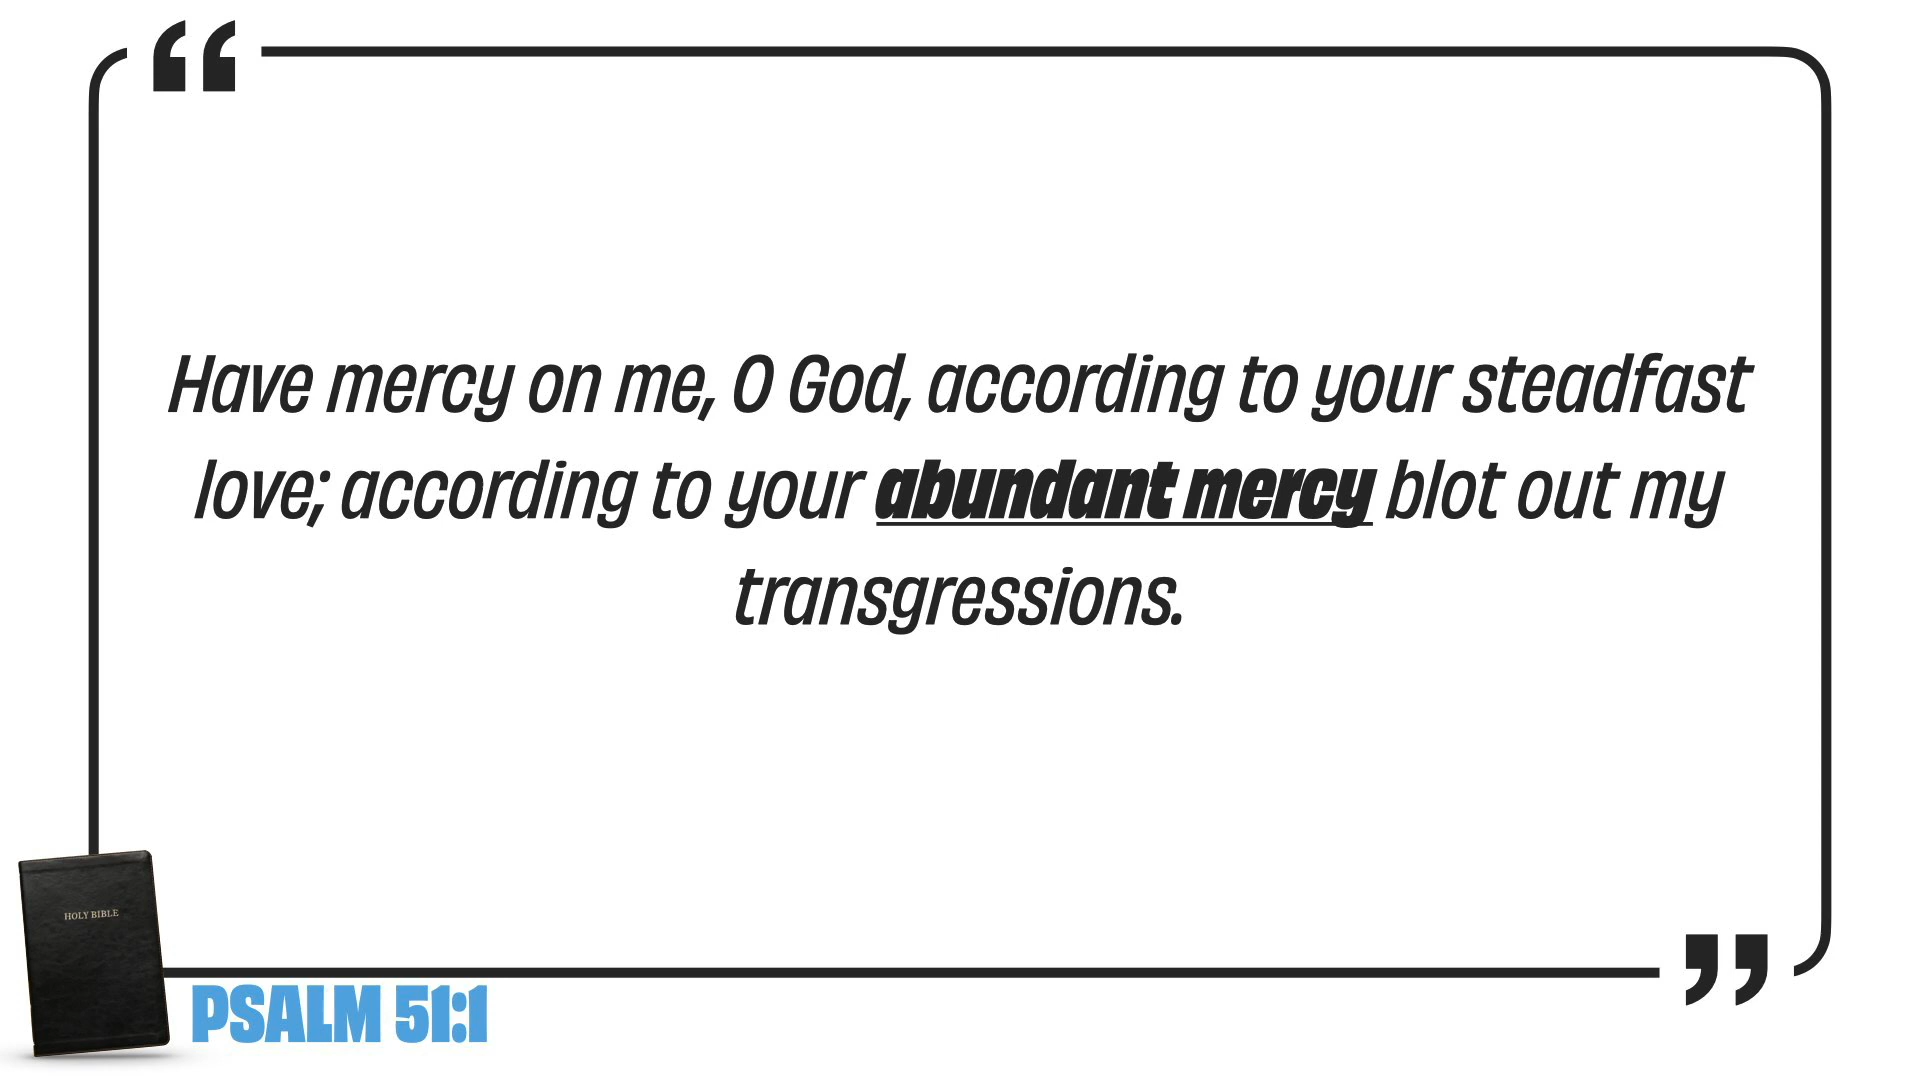 “
Have mercy on me, O God, according to your steadfast
love; according to your abundant mercy blot out my
transgressions.
”
HOLY BIBLE
PSALM 51:1